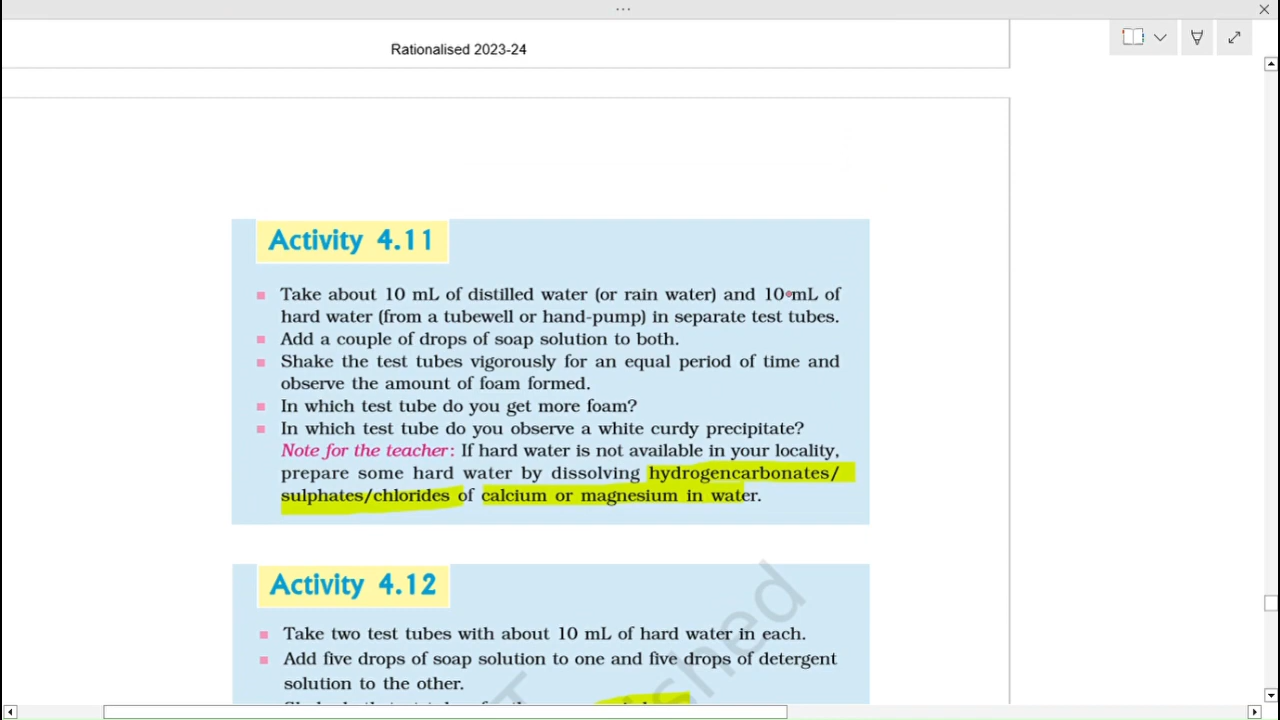 Rationalised 2023-24
Activity 4.11
Take about 10 mL of distilled water (or rain water) and 10 mL of
hard water (from a tubewell or hand-pump) in separate test tubes.
Add a couple of drops of soap solution to both.
Shake the test tubes vigorously for an equal period of time and
observe the amount of foam formed.
In which test tube do you get more foam?
In which test tube do you observe a white curdy precipitate?
Note for the teacher: If hard water is not available in your locality,
prepare some hard water by dissolving hydrogencarbonates/
sulphates/chlorides of calcium or magnesium in water.
Activity 4.12
Take two test tubes with about 10 mL of hard water in each.
Add five drops of soap solution to one and five drops of detergent
solution to the other.